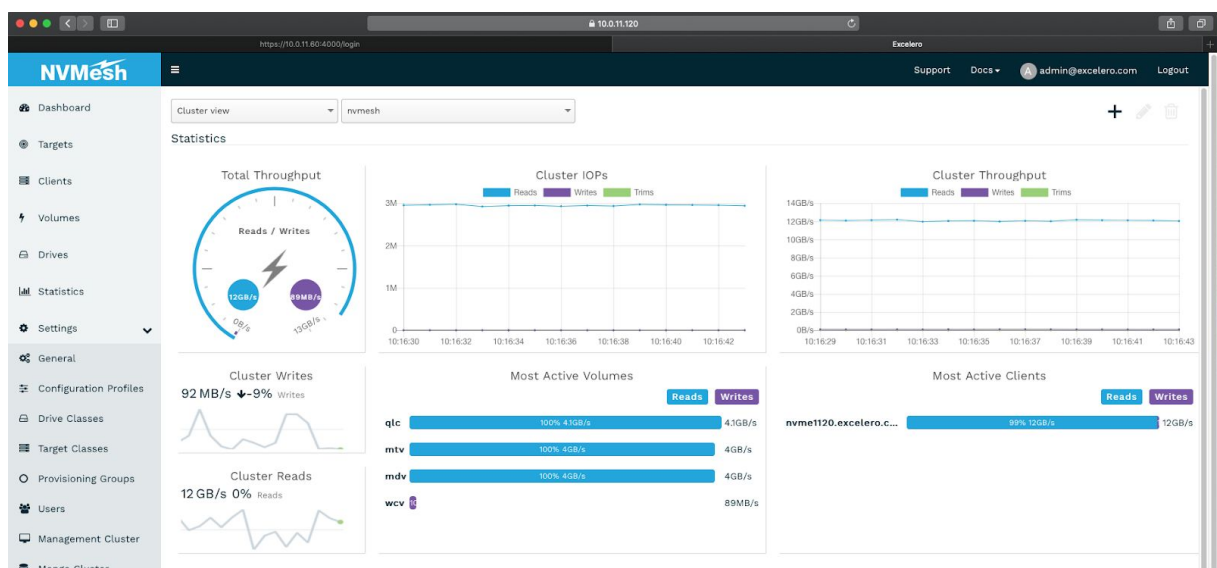 10.0.11.120
https://10.0.11.60:4000/login
Excelero
+
NVMesh
Support Docs A admin@excelero.com Logout
Dashboard
Targets
Clients
Volumes
Drives
Statistics
Settings
General
Configuration Profiles
Drive Classes
Target Classes
Provisioning Groups
Users
Management Cluster
Cluster view
nvmesh
Statistics
Total Throughput
Reads / Writes
12GB/s
89MB/s
0B/s
13GB/s
Cluster IOPs
Reads Writes Trims
3M
2M
1M
0
10:16:30 10:16:32 10:16:34 10:16:36 10:16:38 10:16:40 10:16:42
Cluster Throughput
Reads Writes Trims
14GB/s
12GB/s
10GB/s
8GB/s
6GB/s
4GB/s
2GB/s
0B/s
10:16:29 10:16:31 10:16:33 10:16:35 10:16:37 10:16:39 10:16:41 10:16:43
Cluster Writes
92 MB/s -9% Writes
Cluster Reads
12 GB/s 0% Reads
Most Active Volumes
Reads Writes
qlc 100% 4.1GB/s 4.1GB/s
mtv 100% 4GB/s 4GB/s
mdv 100% 4GB/s 4GB/s
wcv 89MB/s
Most Active Clients
Reads Writes
nvme1120.excelero.c... 99% 12GB/s 12GB/s